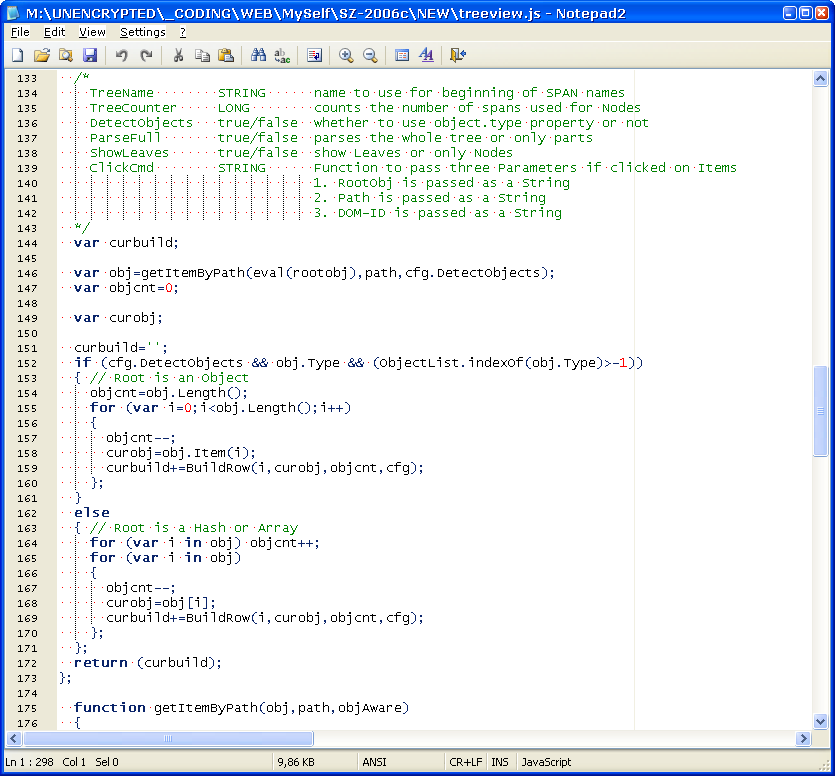 M:\UNENCRYPTED\_CODING\WEB\MySelf\SZ-2006c\NEW\treeview.js - Notepad2
File Edit View Settings ?
133 /*
134 TreeName STRING name to use for beginning of SPAN names
135 TreeCounter LONG counts the number of spans used for Nodes
136 DetectObjects true/false whether to use object.type property or not
137 ParseFull true/false parses the whole tree or only parts
138 ShowLeaves true/false show Leaves or only Nodes
139 ClickCmd STRING Function to pass three Parameters if clicked on Items
140 1. RootObj is passed as a String
141 2. Path is passed as a String
142 3. DOM-ID is passed as a String
143 */
144 var curbuild;
145
146 var obj=getItemByPath(eval(rootobj),path,cfg.DetectObjects);
147 var objcnt=0;
148
149 var curobj;
150
151 curbuild='';
152 if (cfg.DetectObjects && obj.Type && (ObjectList.indexOf(obj.Type)>-1))
153 { // Root is an Object
154 objcnt=obj.Length();
155 for (var i=0;i<obj.Length();i++)
156 {
157 objcnt--;
158 curobj=obj.Item(i);
159 curbuild+=BuildRow(i,curobj,objcnt,cfg);
160 };
161 }
162 else
163 { // Root is a Hash or Array
164 for (var i in obj) objcnt++;
165 for (var i in obj)
166 {
167 objcnt--;
168 curobj=obj[i];
169 curbuild+=BuildRow(i,curobj,objcnt,cfg);
170 };
171 };
172 return (curbuild);
173 };
174
175 function getItemByPath(obj,path,objAware)
176 {
Ln 1 : 298 Col 1 Sel 0 9,86 KB ANSI CR+LF INS JavaScript